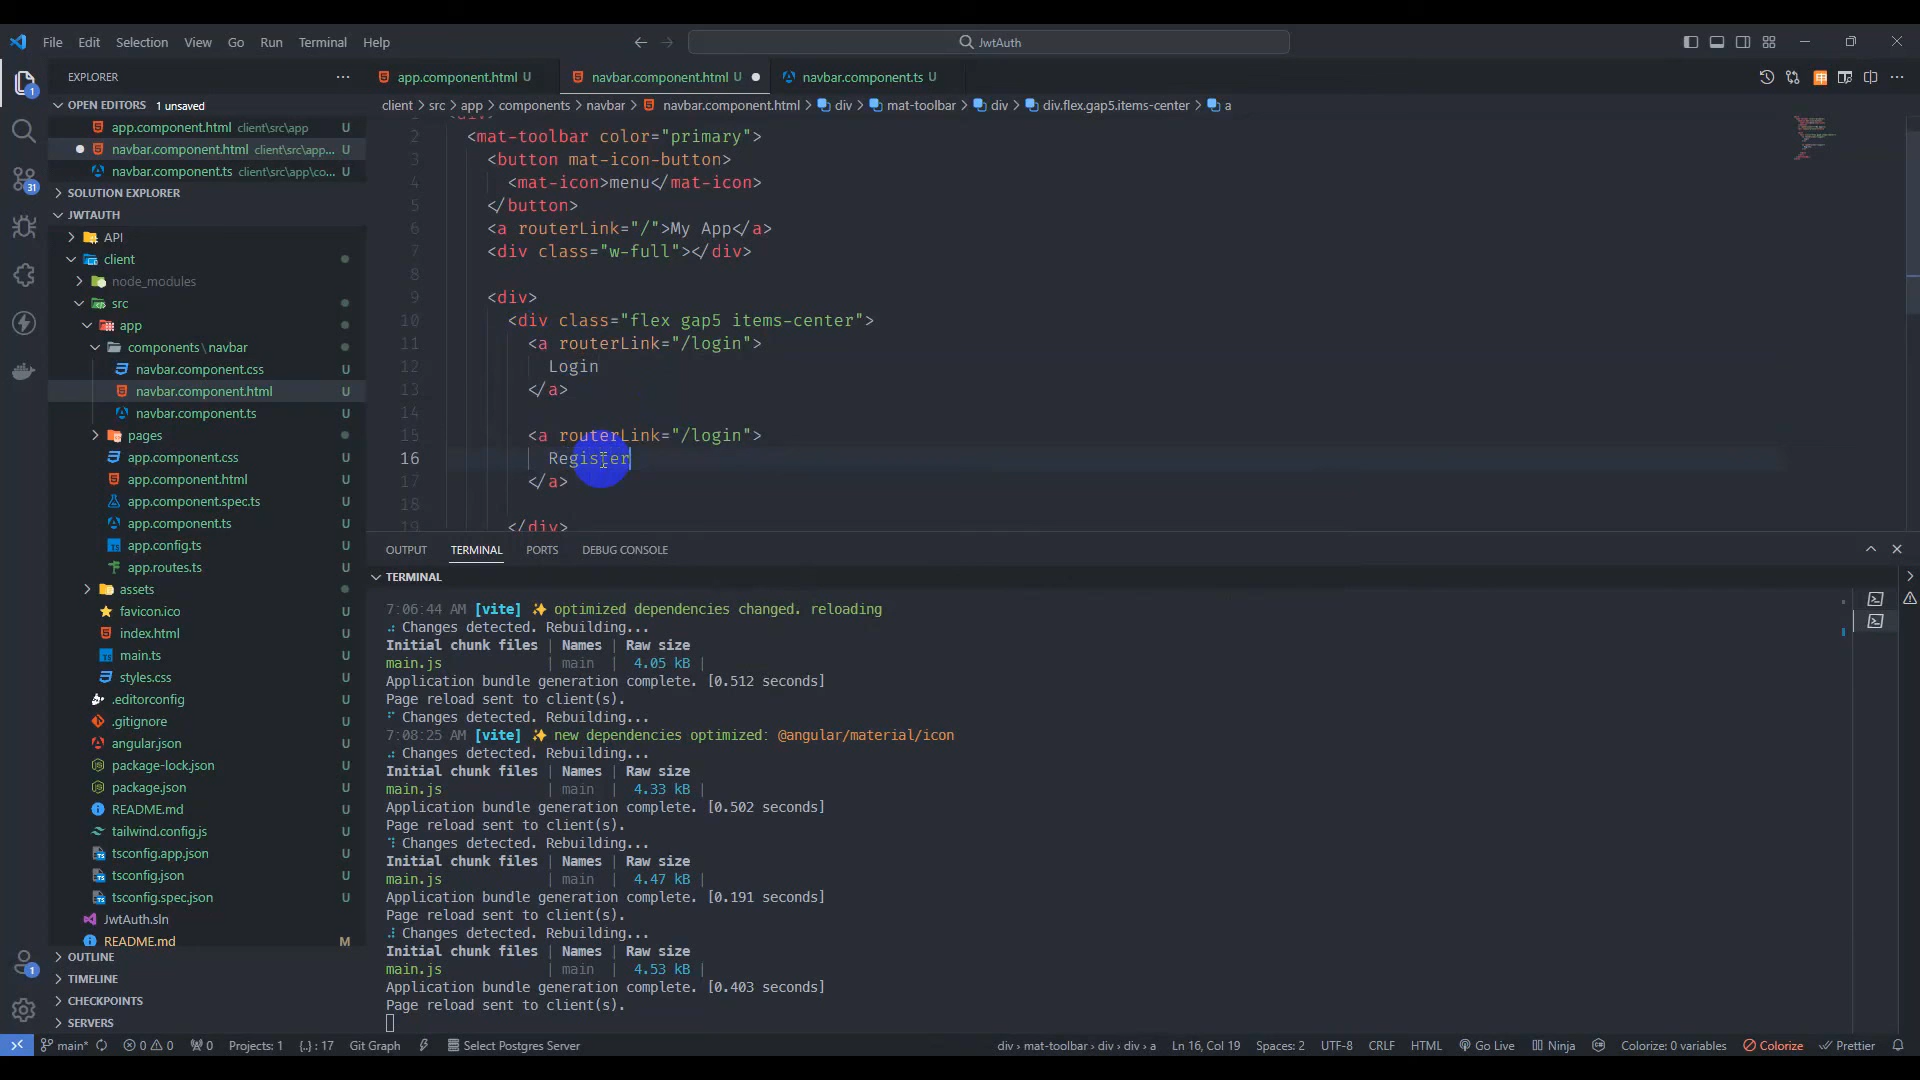 File Edit Selection View Go Run Terminal Help
JwtAuth
EXPLORER
OPEN EDITORS 1 unsaved
app.component.html client\src\app U
navbar.component.html client\src\app... U
navbar.component.ts client\src\app\co... U
SOLUTION EXPLORER
JWTAUTH
API
client
node_modules
src
app
components \ navbar
navbar.component.css U
navbar.component.html U
navbar.component.ts U
pages
app.component.css U
app.component.html U
app.component.spec.ts U
app.component.ts U
app.config.ts U
app.routes.ts U
assets
favicon.ico U
index.html U
main.ts U
styles.css U
.editorconfig U
.gitignore U
angular.json U
package-lock.json U
package.json U
README.md U
tailwind.config.js U
tsconfig.app.json U
tsconfig.json U
tsconfig.spec.json U
JwtAuth.sln
README.md M
OUTLINE
TIMELINE
CHECKPOINTS
SERVERS
1
31
1
app.component.html U navbar.component.html U navbar.component.ts U
client > src > app > components > navbar > navbar.component.html > div > mat-toolbar > div > div.flex.gap5.items-center > a
1 <div>
2 <mat-toolbar color="primary">
3 <button mat-icon-button>
4 <mat-icon>menu</mat-icon>
5 </button>
6 <a routerLink="/">My App</a>
7 <div class="w-full"></div>
8
9 <div>
10 <div class="flex gap5 items-center">
11 <a routerLink="/login">
12 Login
13 </a>
14
15 <a routerLink="/login">
16 Register
17 </a>
18
19 </div>
OUTPUT TERMINAL PORTS DEBUG CONSOLE
TERMINAL
7:06:44 AM [vite] ✨ optimized dependencies changed. reloading
Changes detected. Rebuilding...
Initial chunk files | Names | Raw size
main.js | main | 4.05 kB |
Application bundle generation complete. [0.512 seconds]
Page reload sent to client(s).
Changes detected. Rebuilding...
7:08:25 AM [vite] ✨ new dependencies optimized: @angular/material/icon
Changes detected. Rebuilding...
Initial chunk files | Names | Raw size
main.js | main | 4.33 kB |
Application bundle generation complete. [0.502 seconds]
Page reload sent to client(s).
Changes detected. Rebuilding...
Initial chunk files | Names | Raw size
main.js | main | 4.47 kB |
Application bundle generation complete. [0.191 seconds]
Page reload sent to client(s).
Changes detected. Rebuilding...
Initial chunk files | Names | Raw size
main.js | main | 4.53 kB |
Application bundle generation complete. [0.403 seconds]
Page reload sent to client(s).
main* 0 0 0 Projects: 1 {..} : 17 Git Graph Select Postgres Server div > mat-toolbar > div > div > a Ln 16, Col 19 Spaces: 2 UTF-8 CRLF HTML Go Live Ninja Colorize: 0 variables Colorize Prettier